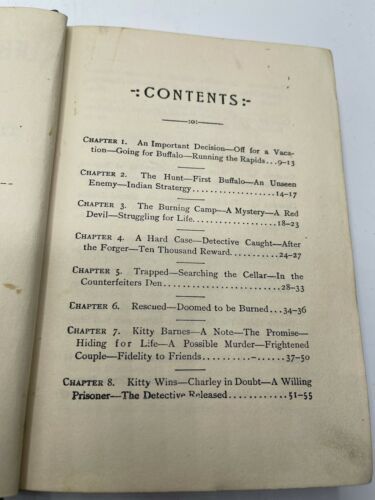 -:CONTENTS:-
CHAPTER 1. An Important Decision—Off for a Vaca-
tion—Going for Buffalo—Running the Rapids...9-13
CHAPTER 2. The Hunt—First Buffalo—An Unseen
Enemy—Indian Stratergy..................14-17
CHAPTER 3. The Burning Camp—A Mystery—A Red
Devil—Struggling for Life..................18-23
CHAPTER 4. A Hard Case—Detective Caught—After
the Forger—Ten Thousand Reward..........24-27
CHAPTER 5. Trapped—Searching the Cellar—In the
Counterfeiters Den........................28-33
CHAPTER 6. Rescued—Doomed to be Burned...34-36
CHAPTER 7. Kitty Barnes—A Note—The Promise—
Hiding for Life—A Possible Murder—Frightened
Couple—Fidelity to Friends...............37-50
CHAPTER 8. Kitty Wins—Charley in Doubt—A Willing
Prisoner—The Detective Released............51-55